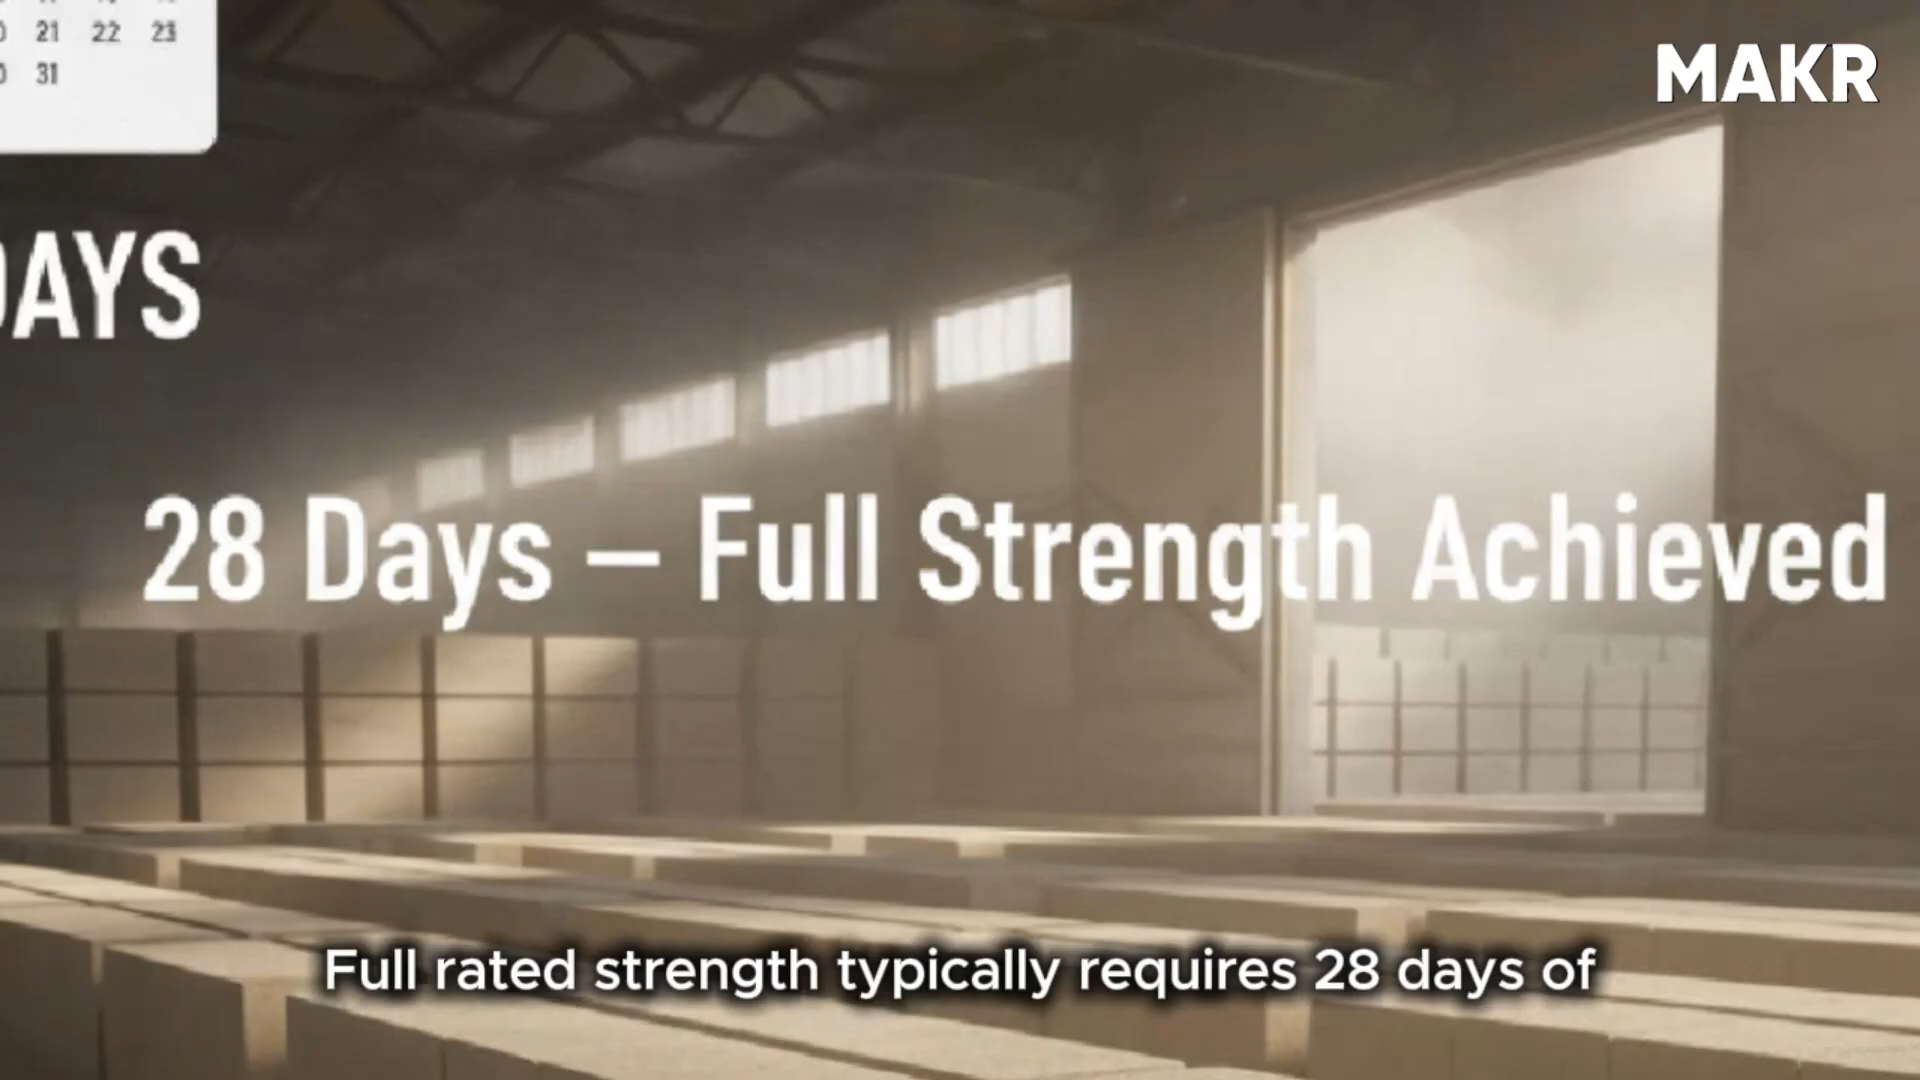 21 22 23
31
MAKR
DAYS
28 Days – Full Strength Achieved
Full rated strength typically requires 28 days of